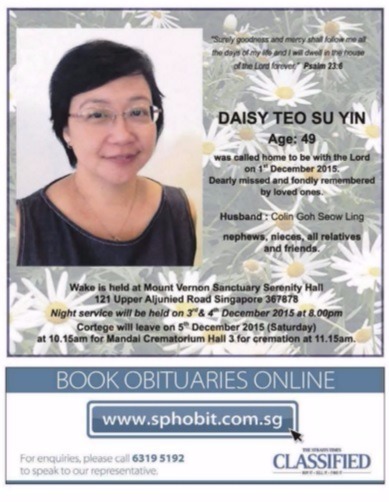 "Surely goodness and mercy shall follow me all
the days of my life and I will dwell in the house
of the Lord forever." Psalm 23:6
DAISY TEO SU YIN
Age: 49
was called home to be with the Lord
on 1st December 2015.
Dearly missed and fondly remembered
by loved ones.
Husband : Colin Goh Seow Ling
nephews, nieces, all relatives
and friends.
Wake is held at Mount Vernon Sanctuary Serenity Hall
121 Upper Aljunied Road Singapore 367878
Night service will be held on 3rd & 4th December 2015 at 8.00pm
Cortege will leave on 5th December 2015 (Saturday)
at 10.15am for Mandai Crematorium Hall 3 for cremation at 11.15am.
BOOK OBITUARIES ONLINE
www.sphobit.com.sg
For enquiries, please call 6319 5192
to speak to our representative.
THE STRAITS TIMES
CLASSIFIED